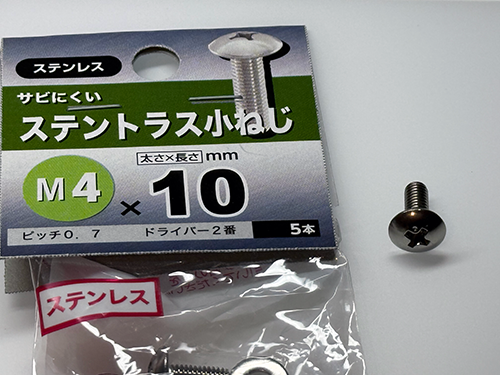 ステンレス
サビにくい
ステントラス小ねじ
太さ×長さ mm
M4×10
ピッチ0.7 ドライバー2番 5本
ステンレス